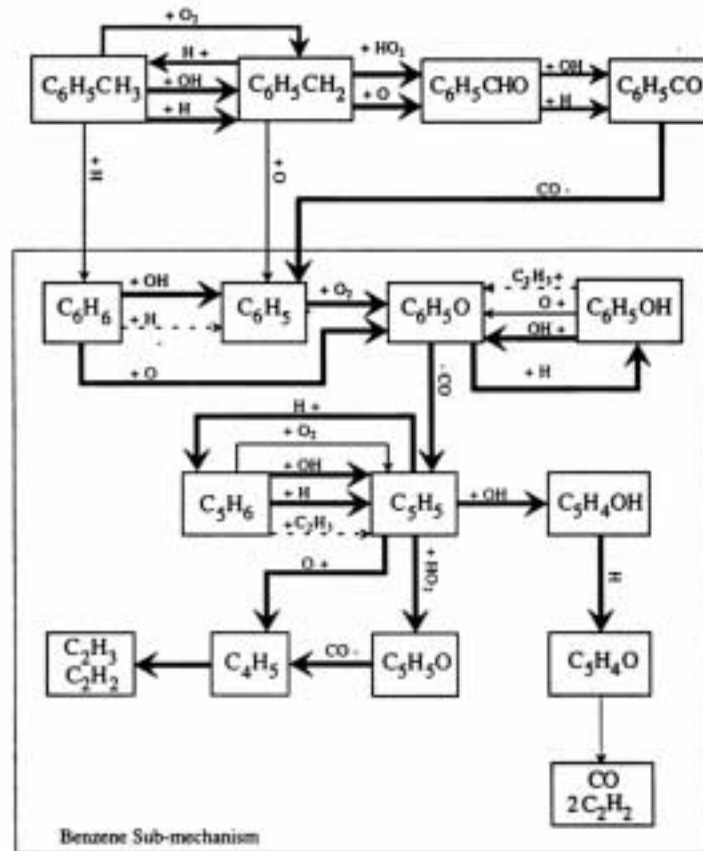 + O₂
H +
+ HO₂
+ OH
C₆H₅CH₃
+ OH
C₆H₅CH₂
C₆H₅CHO
C₆H₅CO
+ H
+ O
+ H
+ H
+ O
CO -
+ OH
+ O₂
C₂H₃ +
C₆H₆
C₆H₅
C₆H₅O
O +
C₆H₅OH
+ H
OH +
+ O
+ H
- CO
H +
+ O₂
+ OH
C₅H₆
+ H
C₅H₅
+ OH
C₅H₄OH
+ C₂H₃
O +
+ HO₂
H
C₂H₃
C₂H₂
C₄H₅
CO -
C₅H₅O
C₅H₄O
CO
2C₂H₂
Benzene Sub-mechanism